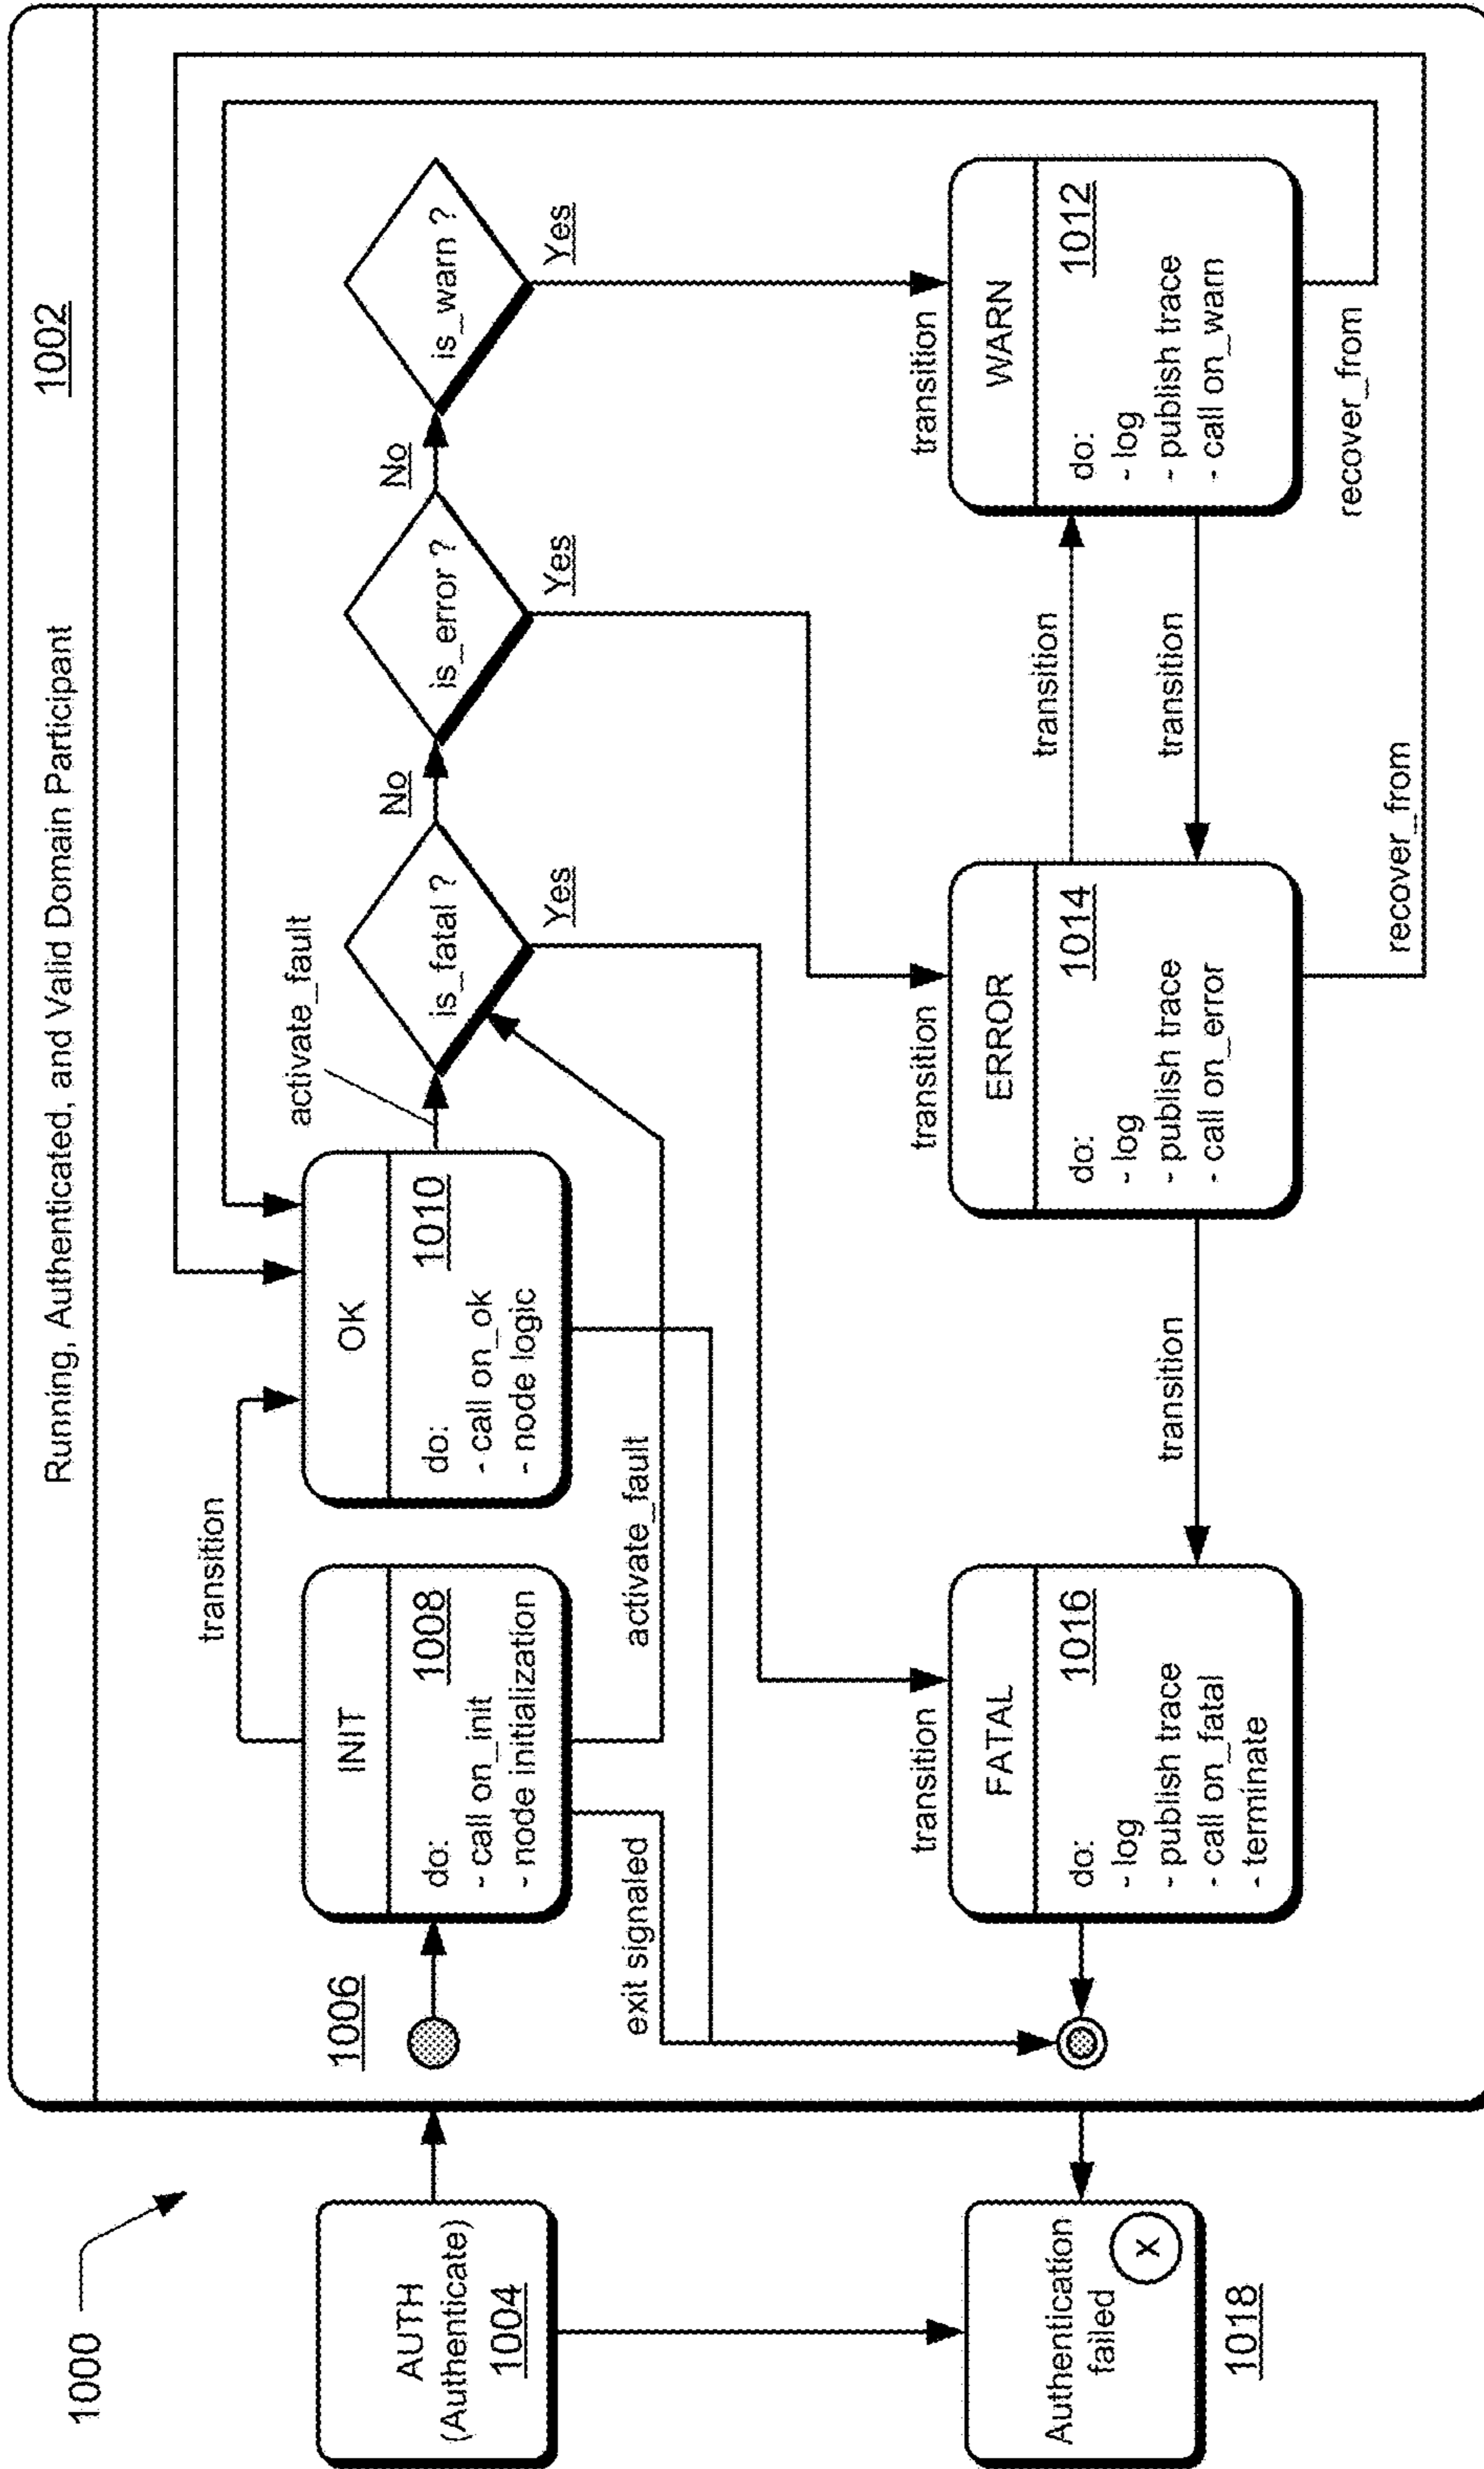 1000
1002
Running, Authenticated, and Valid Domain Participant
AUTH
(Authenticate)
1004
1006
INIT
1008
do:
- call on_init
- node initialization
transition
OK
1010
do:
- call on_ok
- node logic
activate_fault
is_fatal ?
No
is_error ?
No
is_warn ?
exit signaled
activate_fault
Yes
Yes
Yes
Authentication
failed
X
1018
transition
FATAL
1016
do:
- log
- publish trace
- call on_fatal
- terminate
transition
transition
ERROR
1014
do:
- log
- publish trace
- call on_error
transition
transition
transition
WARN
1012
do:
- log
- publish trace
- call on_warn
recover_from
recover_from